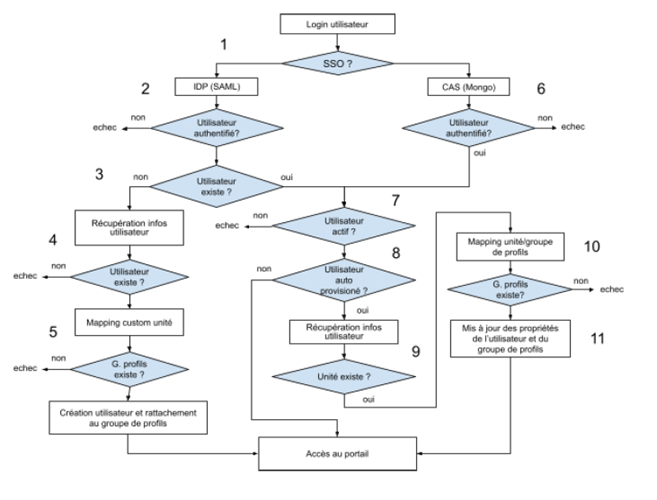 Login utilisateur
1
SSO ?
2
IDP (SAML)
CAS (Mongo)
6
echec
non
Utilisateur
authentifié?
Utilisateur
authentifié?
non
echec
oui
3
non
Utilisateur
existe ?
oui
7
Récupération infos
utilisateur
echec
non
Utilisateur
actif ?
4
8
Mapping unité/groupe
de profils
10
echec
non
Utilisateur
existe ?
non
Utilisateur
auto
provisioné ?
oui
G. profils
existe?
non
echec
Mapping custom unité
Récupération infos
utilisateur
Mis à jour des propriétés
de l'utilisateur et du
groupe de profils
11
5
9
echec
non
G. profils
existe ?
Unité existe ?
oui
Création utilisateur et rattachement
au groupe de profils
Accès au portail